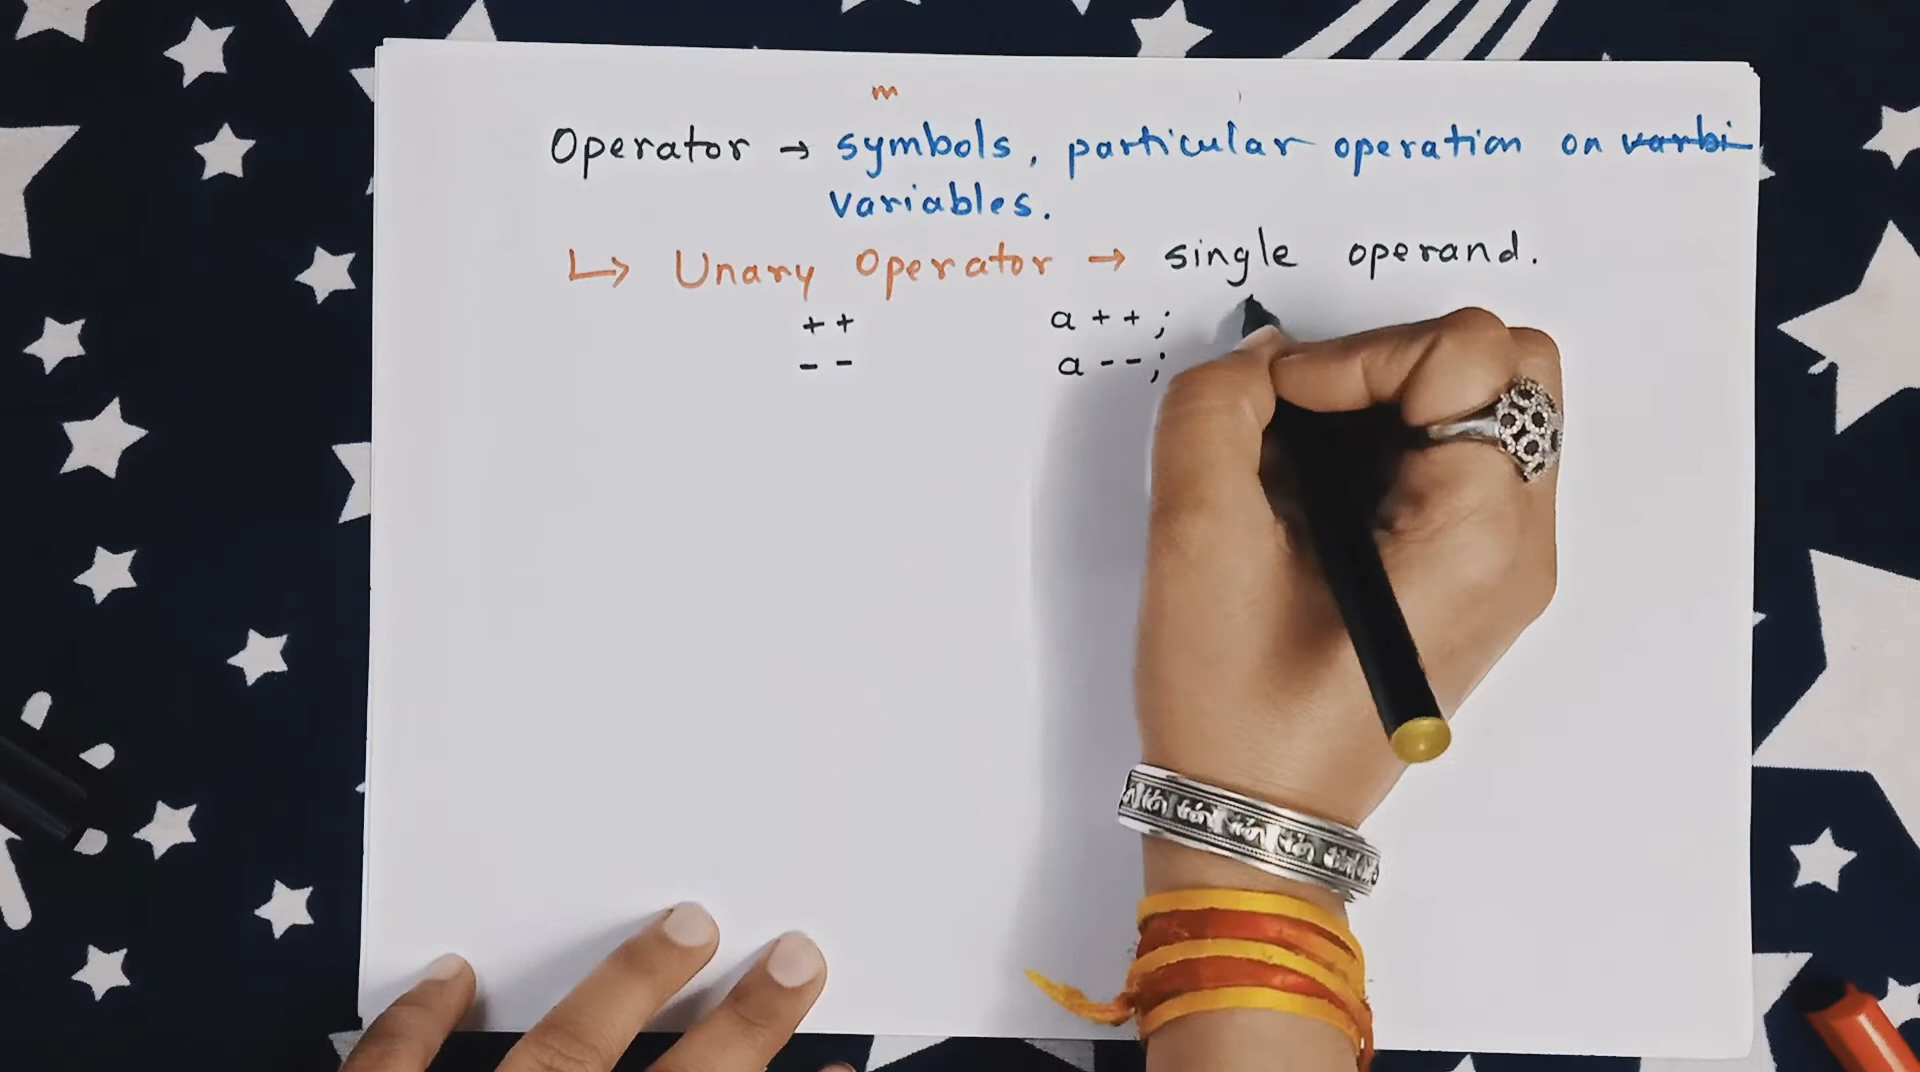 m
Operator → symbols, particular operation on varbi
variables.
↳ Unary Operator → single operand.
++ a++;
-- a--;